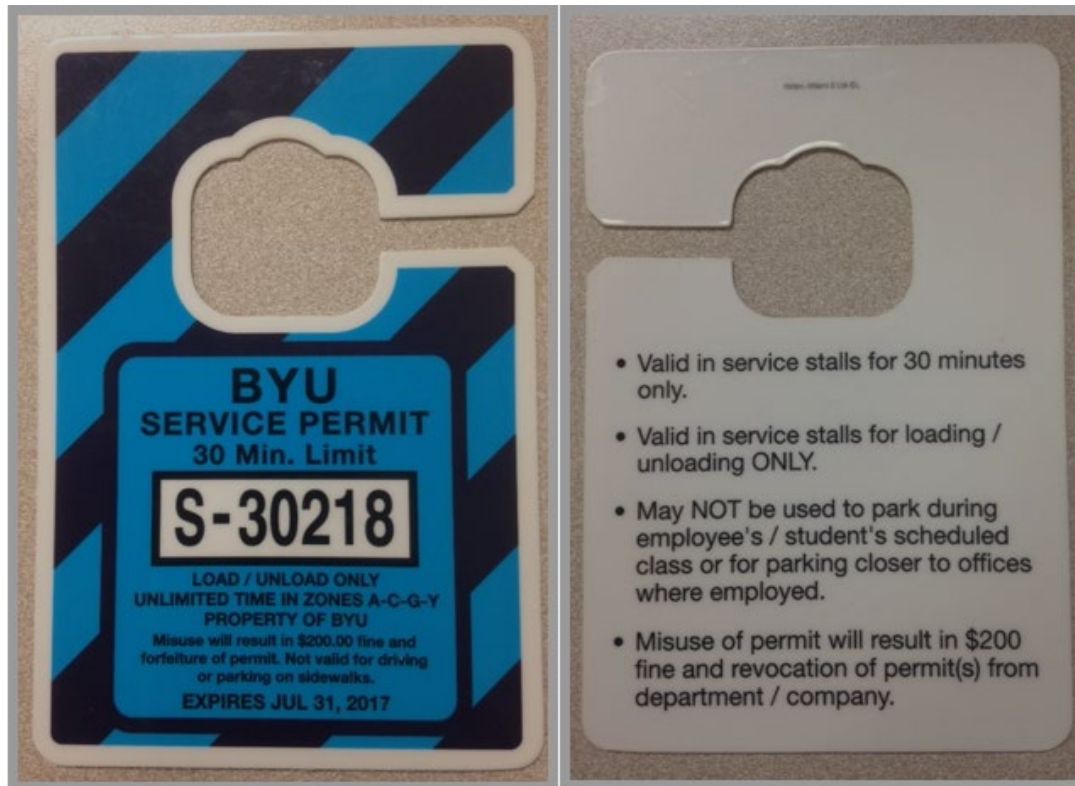 BYU
SERVICE PERMIT
30 Min. Limit
S-30218
LOAD / UNLOAD ONLY
UNLIMITED TIME IN ZONES A-C-G-Y
PROPERTY OF BYU
Misuse will result in $200.00 fine and
forfeiture of permit. Not valid for driving
or parking on sidewalks.
EXPIRES JUL 31, 2017
• Valid in service stalls for 30 minutes
only.
• Valid in service stalls for loading /
unloading ONLY.
• May NOT be used to park during
employee's / student's scheduled
class or for parking closer to offices
where employed.
• Misuse of permit will result in $200
fine and revocation of permit(s) from
department / company.